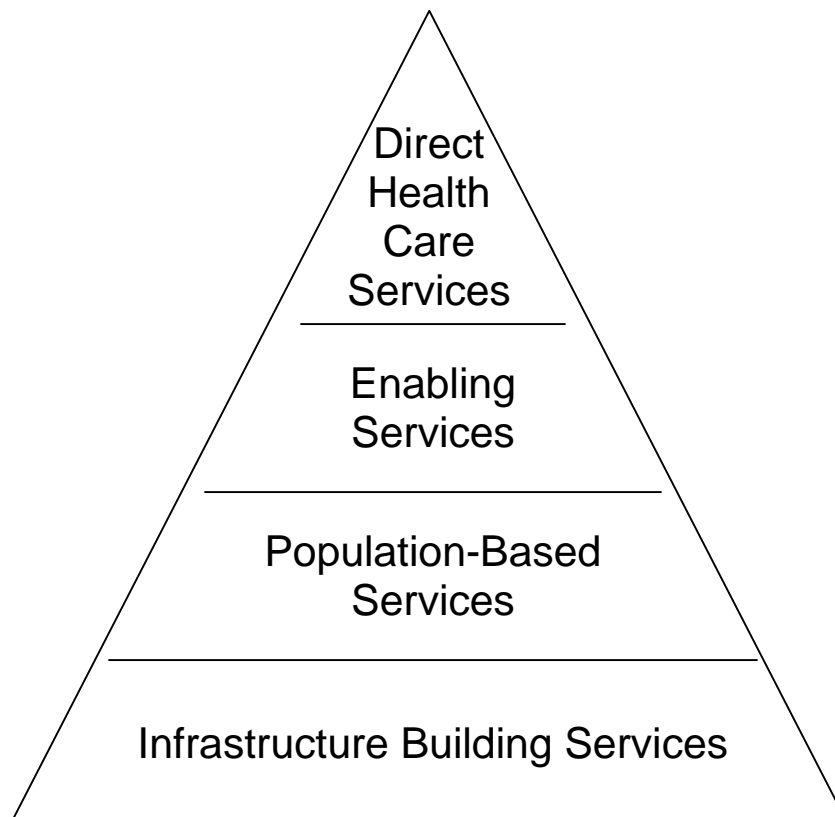 Direct
Health
Care
Services
Enabling
Services
Population-Based
Services
Infrastructure Building Services